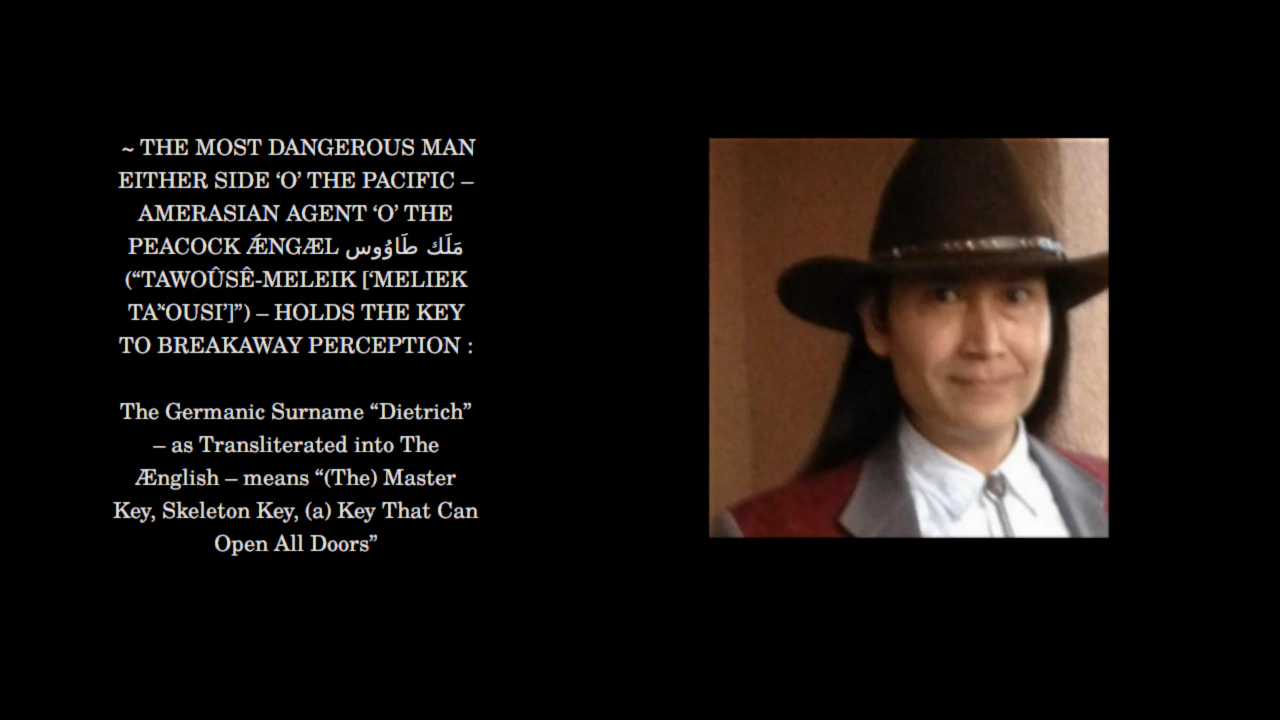 ~ THE MOST DANGEROUS MAN
EITHER SIDE ‘O’ THE PACIFIC –
AMERASIAN AGENT ‘O’ THE
PEACOCK ǼNGÆL مَلَك طَاوُوس
(“TAWOÛSÊ-MELEIK [‘MELIEK
TA’‘OUSI’]”) – HOLDS THE KEY
TO BREAKAWAY PERCEPTION :
The Germanic Surname “Dietrich”
– as Transliterated into The
Ænglish – means “(The) Master
Key, Skeleton Key, (a) Key That Can
Open All Doors”